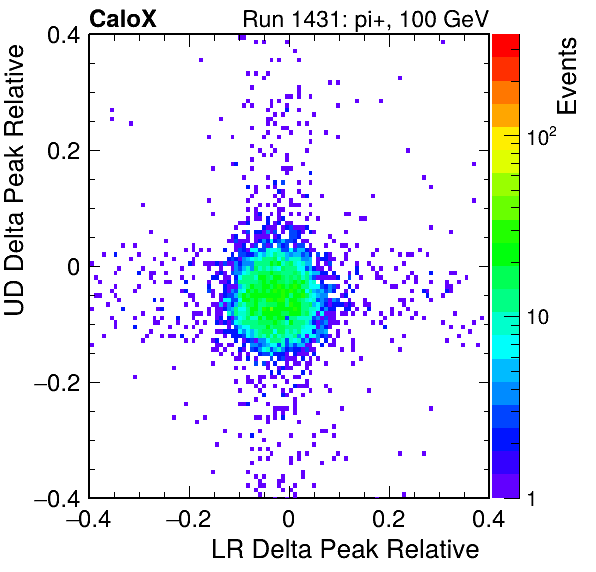 CaloX Run 1431: pi+, 100 GeV
0.4
0.2
0
−0.2
−0.4
−0.4 −0.2 0 0.2 0.4
LR Delta Peak Relative
UD Delta Peak Relative
Events
10²
10
1